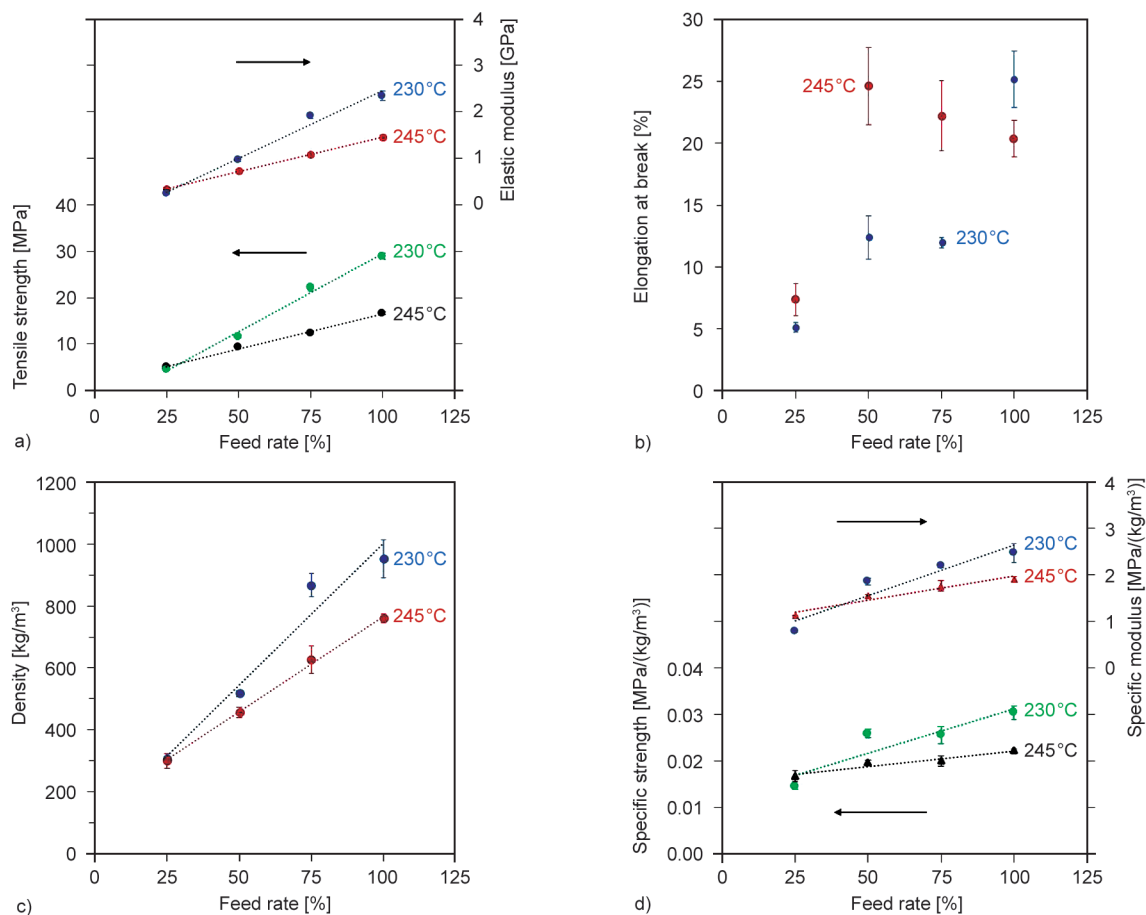 4
3
2
1
0
Elastic modulus [GPa]
230°C
245°C
40
30
20
10
0
Tensile strength [MPa]
230°C
245°C
0 25 50 75 100 125
Feed rate [%]
a)
30
25
20
15
10
5
0
Elongation at break [%]
245°C
230°C
0 25 50 75 100 125
Feed rate [%]
b)
1200
1000
800
600
400
200
0
Density [kg/m³]
230°C
245°C
0 25 50 75 100 125
Feed rate [%]
c)
4
3
2
1
0
Specific modulus [MPa/(kg/m³)]
230°C
245°C
0.04
0.03
0.02
0.01
0.00
Specific strength [MPa/(kg/m³)]
230°C
245°C
0 25 50 75 100 125
Feed rate [%]
d)